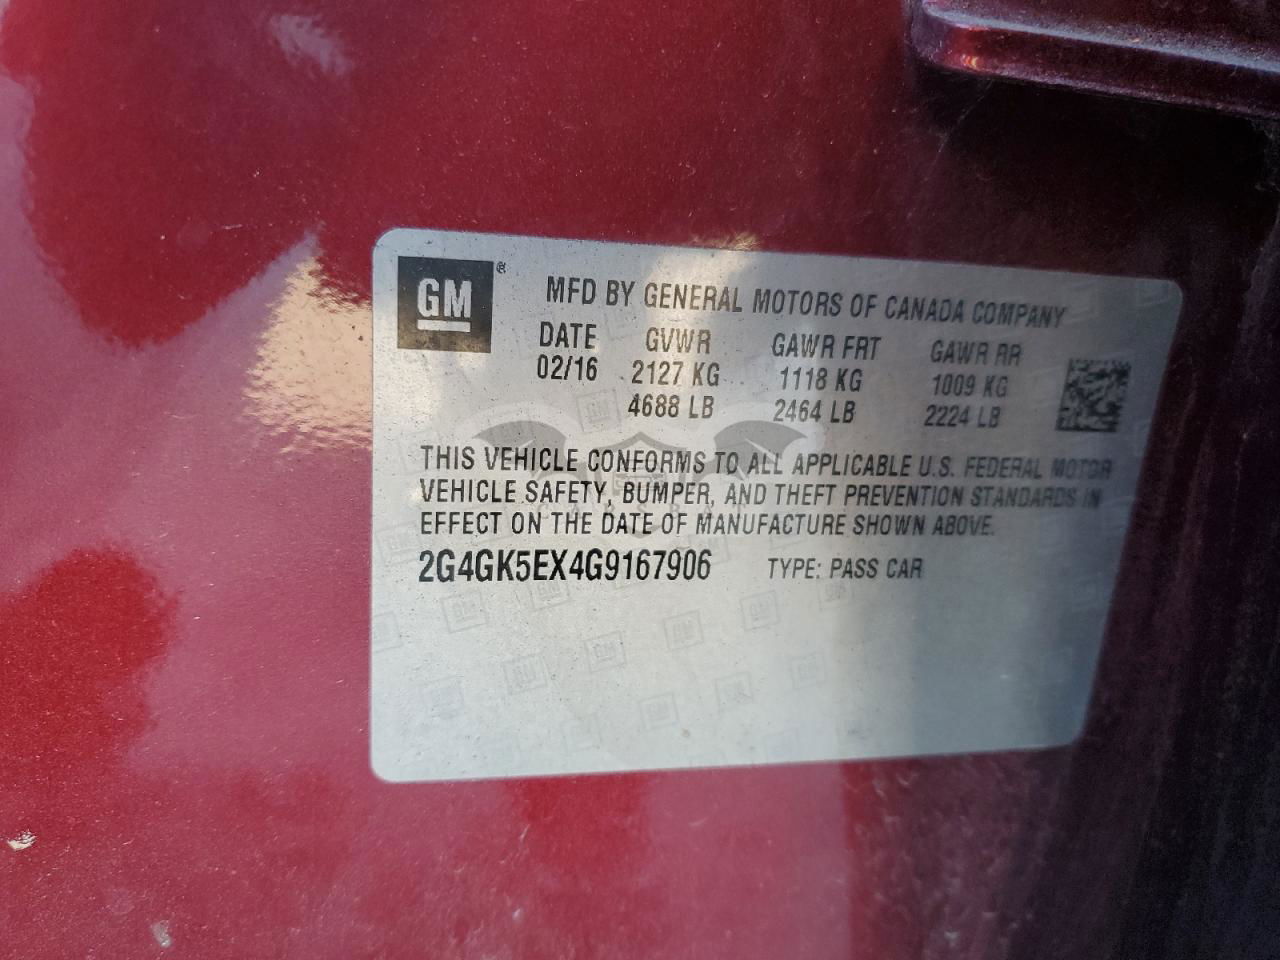 GM®
MFD BY GENERAL MOTORS OF CANADA COMPANY
DATE GVWR GAWR FRT GAWR RR
02/16 2127 KG 1118 KG 1009 KG
4688 LB 2464 LB 2224 LB
THIS VEHICLE CONFORMS TO ALL APPLICABLE U.S. FEDERAL MOTOR
VEHICLE SAFETY, BUMPER, AND THEFT PREVENTION STANDARDS IN
EFFECT ON THE DATE OF MANUFACTURE SHOWN ABOVE.
2G4GK5EX4G9167906 TYPE: PASS CAR